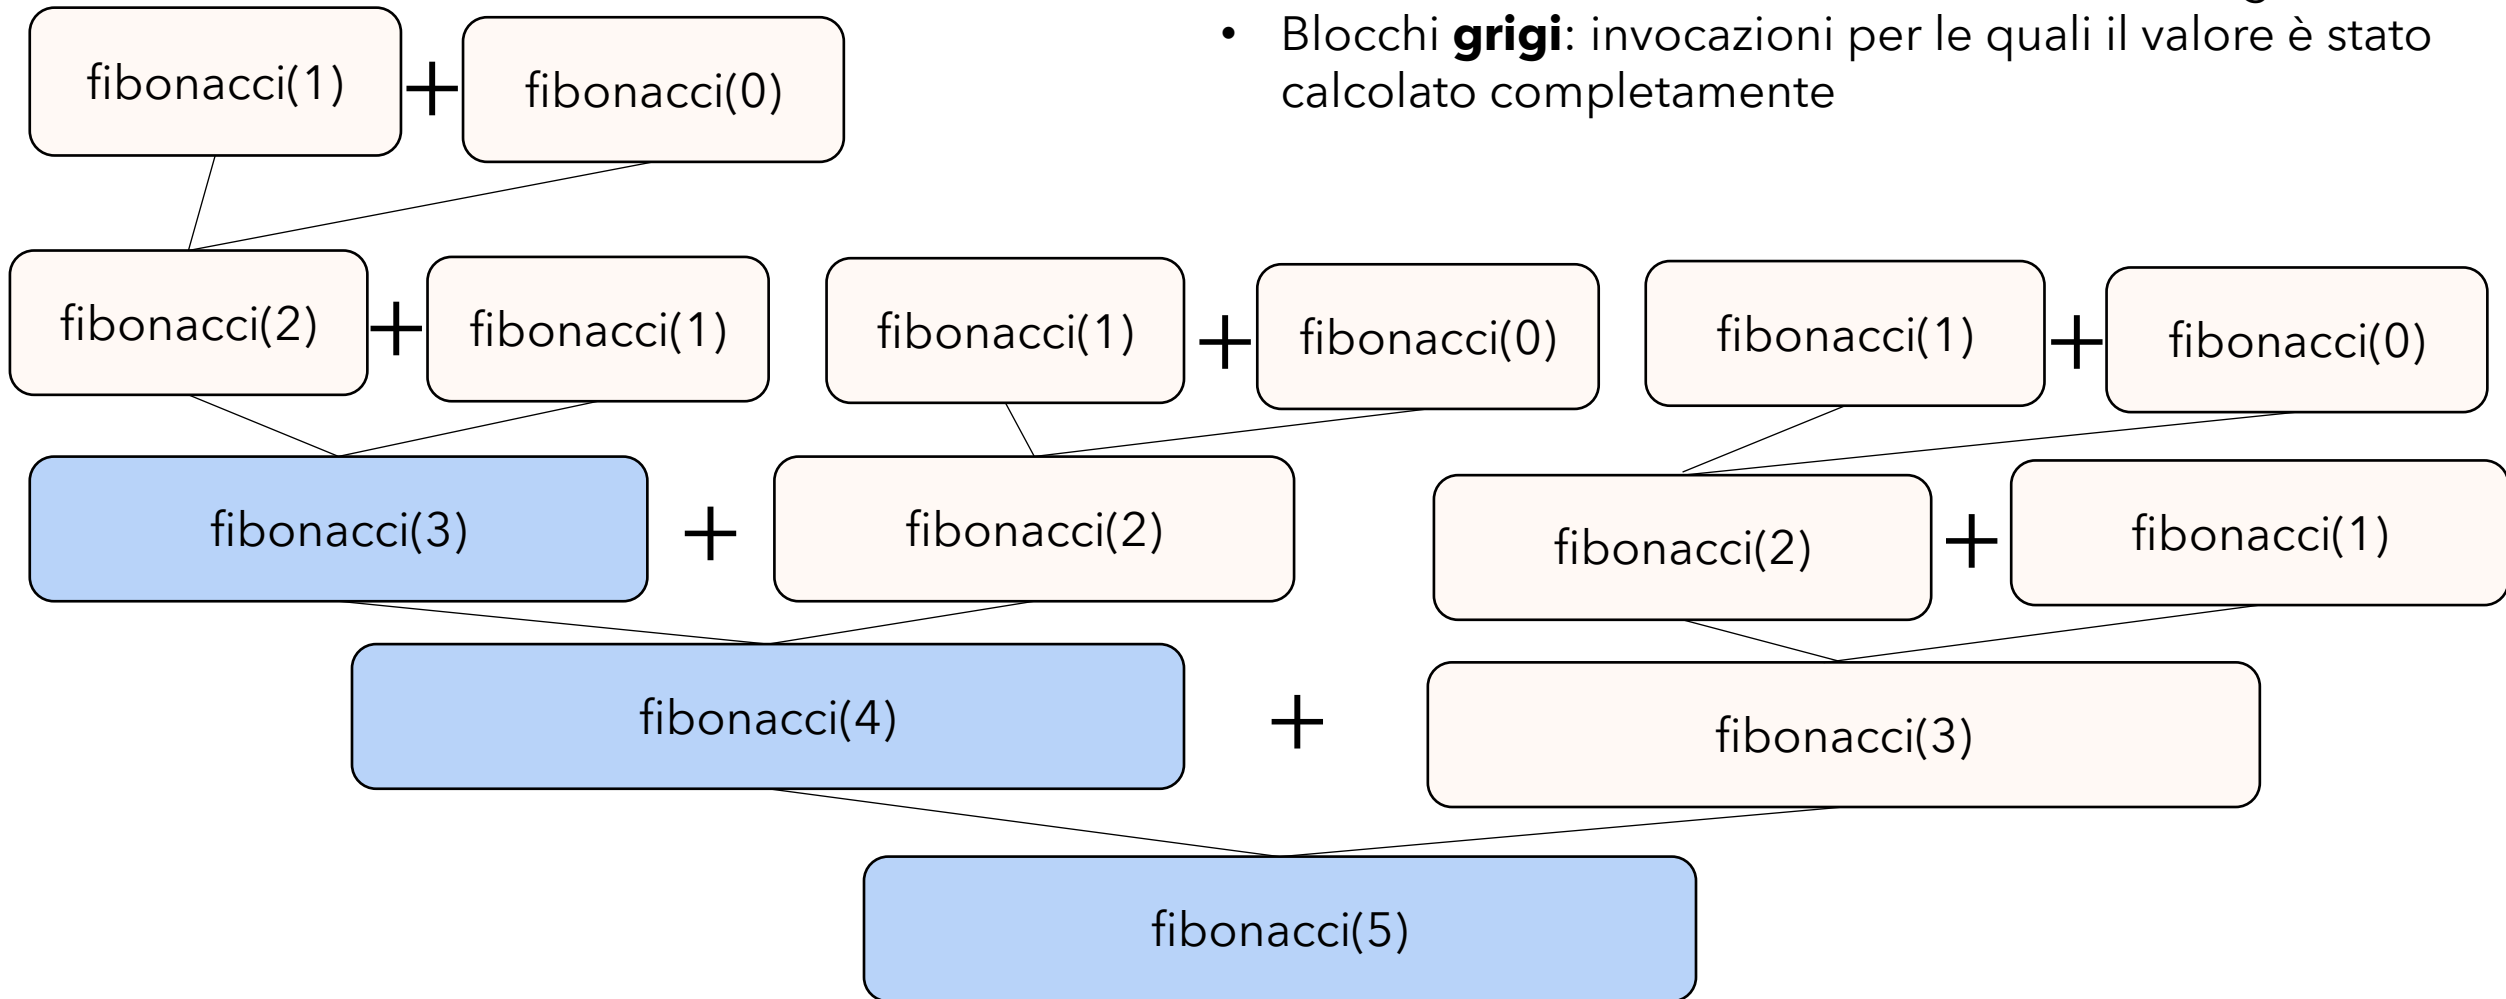 • Blocchi grigi: invocazioni per le quali il valore è stato
calcolato completamente
fibonacci(1) + fibonacci(0)
fibonacci(2) + fibonacci(1) fibonacci(1) + fibonacci(0) fibonacci(1) + fibonacci(0)
fibonacci(3) + fibonacci(2) fibonacci(2) + fibonacci(1)
fibonacci(4) + fibonacci(3)
fibonacci(5)